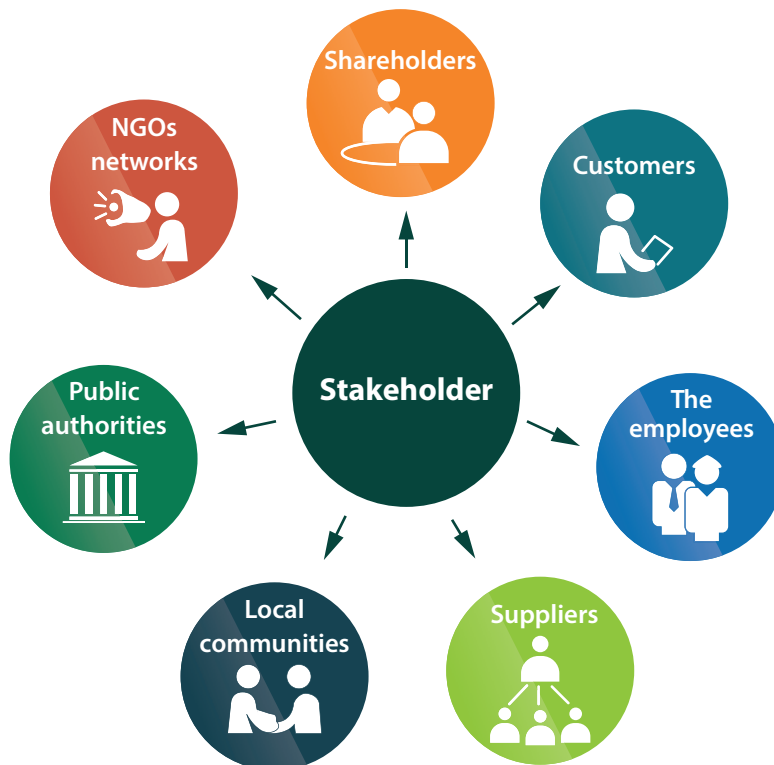 Shareholders
Customers
The
employees
Suppliers
Local
communities
Public
authorities
NGOs
networks
Stakeholder